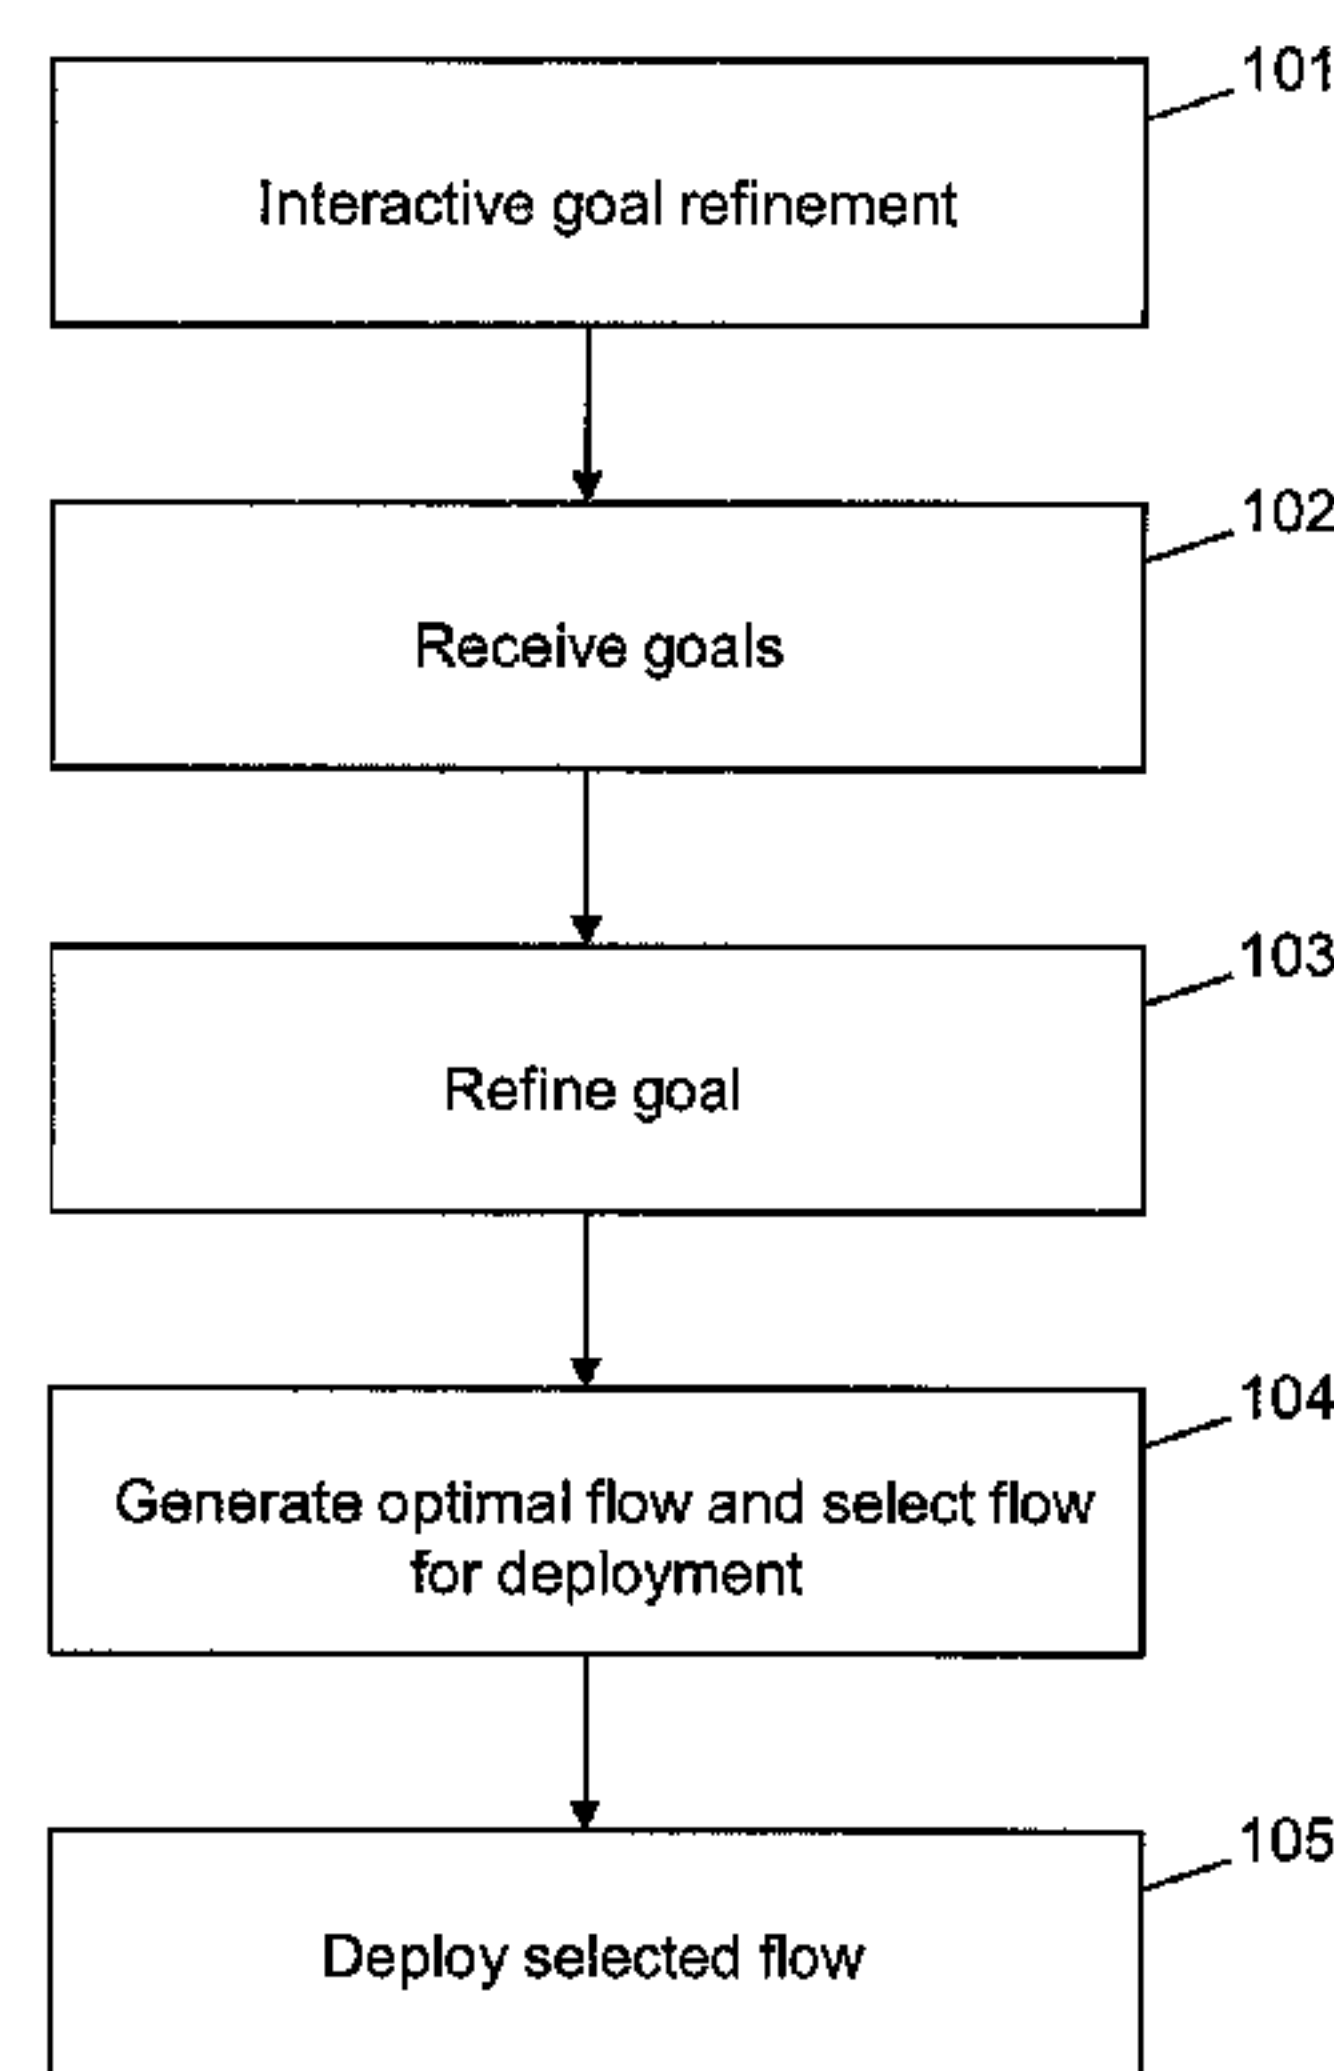 101
Interactive goal refinement
102
Receive goals
103
Refine goal
104
Generate optimal flow and select flow
for deployment
105
Deploy selected flow